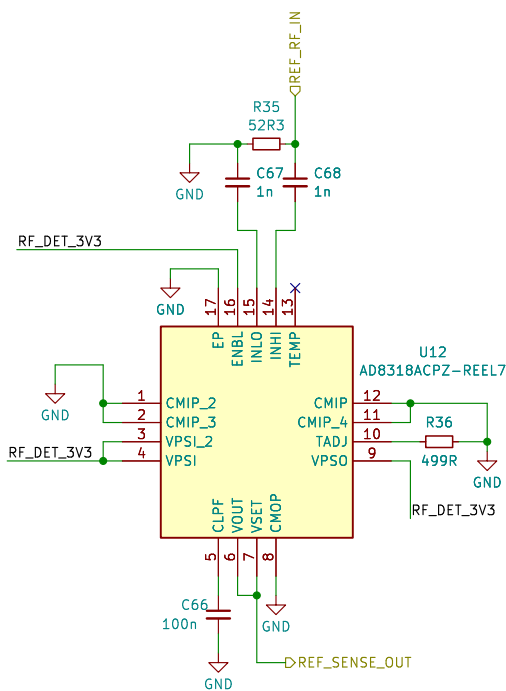 REF_RF_IN
R35
52R3
C67
1n
C68
1n
GND
RF_DET_3V3
GND
17
16
15
14
13
EP
ENBL
INLO
INHI
TEMP
U12
AD8318ACPZ-REEL7
GND
1
CMIP_2
2
CMIP_3
3
VPSI_2
4
VPSI
RF_DET_3V3
CMIP
12
CMIP_4
11
TADJ
10
VPSO
9
R36
499R
GND
RF_DET_3V3
CLPF
VOUT
VSET
CMOP
5
6
7
8
C66
100n
GND
GND
REF_SENSE_OUT